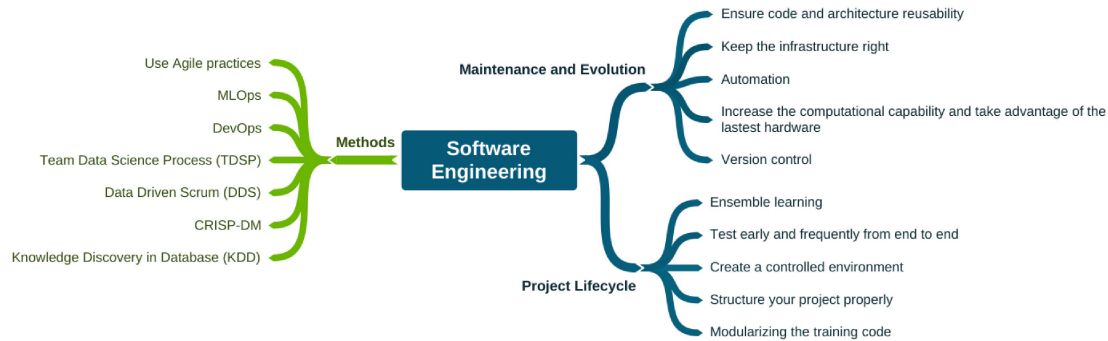 Software
Engineering
Methods
Use Agile practices
MLOps
DevOps
Team Data Science Process (TDSP)
Data Driven Scrum (DDS)
CRISP-DM
Knowledge Discovery in Database (KDD)
Maintenance and Evolution
Ensure code and architecture reusability
Keep the infrastructure right
Automation
Increase the computational capability and take advantage of the
lastest hardware
Version control
Project Lifecycle
Ensemble learning
Test early and frequently from end to end
Create a controlled environment
Structure your project properly
Modularizing the training code